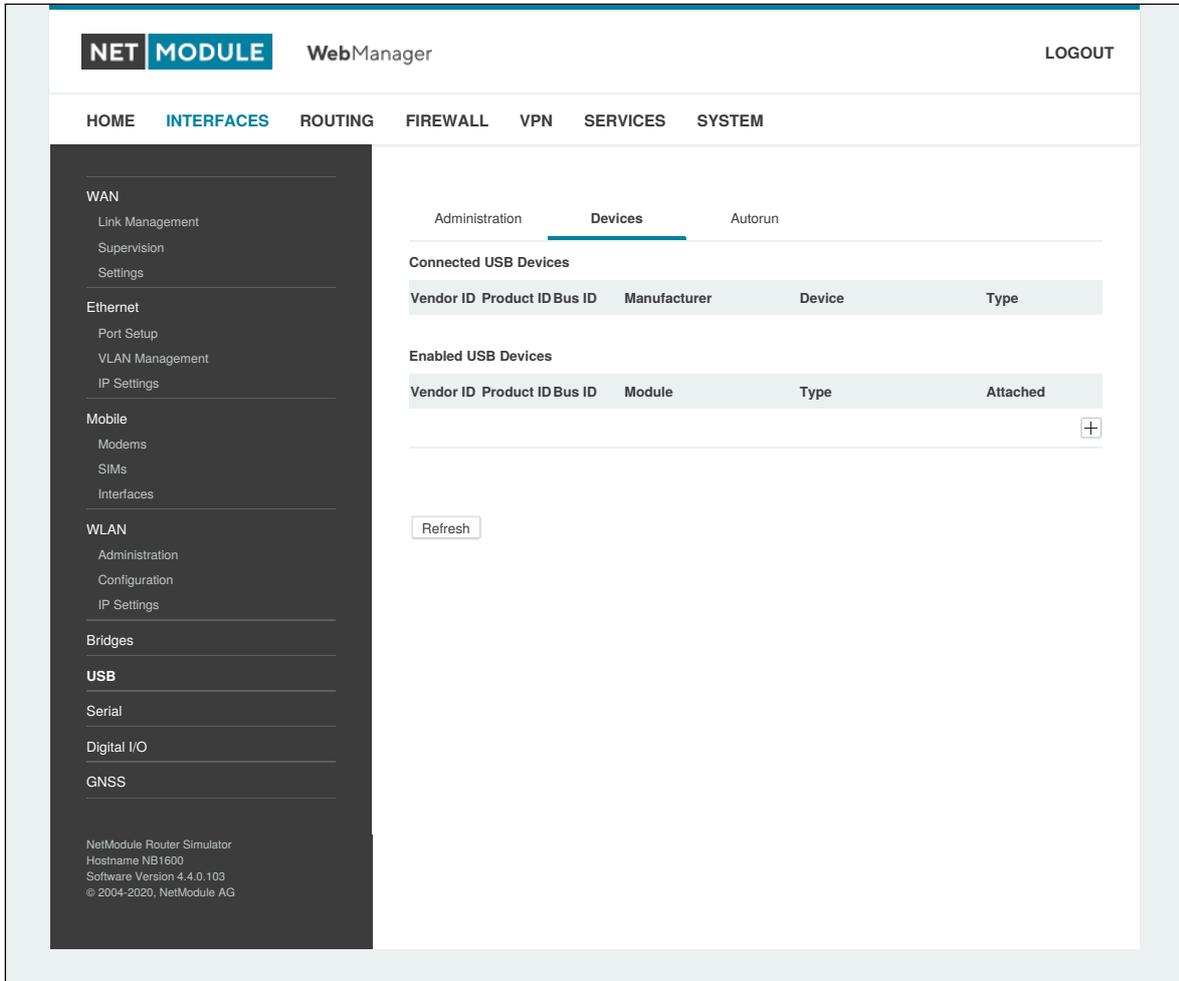 NET MODULE WebManager LOGOUT
HOME INTERFACES ROUTING FIREWALL VPN SERVICES SYSTEM
WAN
Link Management
Supervision
Settings
Ethernet
Port Setup
VLAN Management
IP Settings
Mobile
Modems
SIMs
Interfaces
WLAN
Administration
Configuration
IP Settings
Bridges
USB
Serial
Digital I/O
GNSS
NetModule Router Simulator
Hostname NB1600
Software Version 4.4.0.103
© 2004-2020, NetModule AG
Administration Devices Autorun
Connected USB Devices
Vendor ID Product ID Bus ID Manufacturer Device Type
Enabled USB Devices
Vendor ID Product ID Bus ID Module Type Attached
Refresh